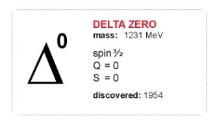 Δ⁰
DELTA ZERO
mass: 1231 MeV
spin 3⁄2
Q = 0
S = 0
discovered: 1954